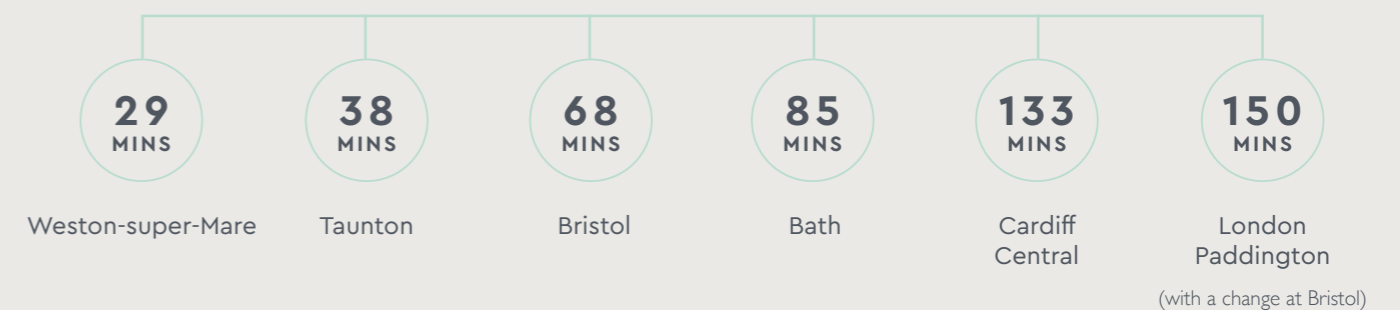 29
MINS
38
MINS
68
MINS
85
MINS
133
MINS
150
MINS
Weston-super-Mare
Taunton
Bristol
Bath
Cardiff
Central
London
Paddington
(with a change at Bristol)